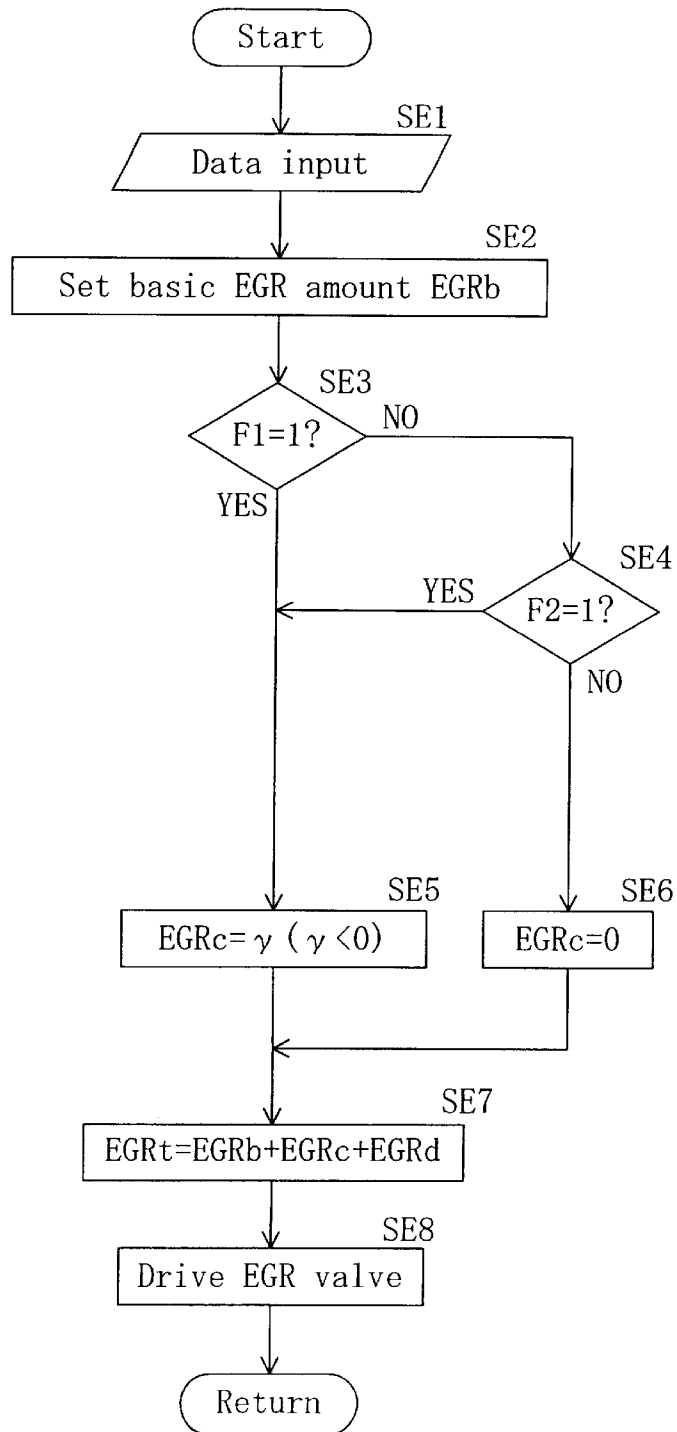 Start
SE1
Data input
SE2
Set basic EGR amount EGRb
SE3
F1=1?
NO
YES
SE4
YES
F2=1?
NO
SE5
EGRc=γ (γ<0)
SE6
EGRc=0
SE7
EGRt=EGRb+EGRc+EGRd
SE8
Drive EGR valve
Return